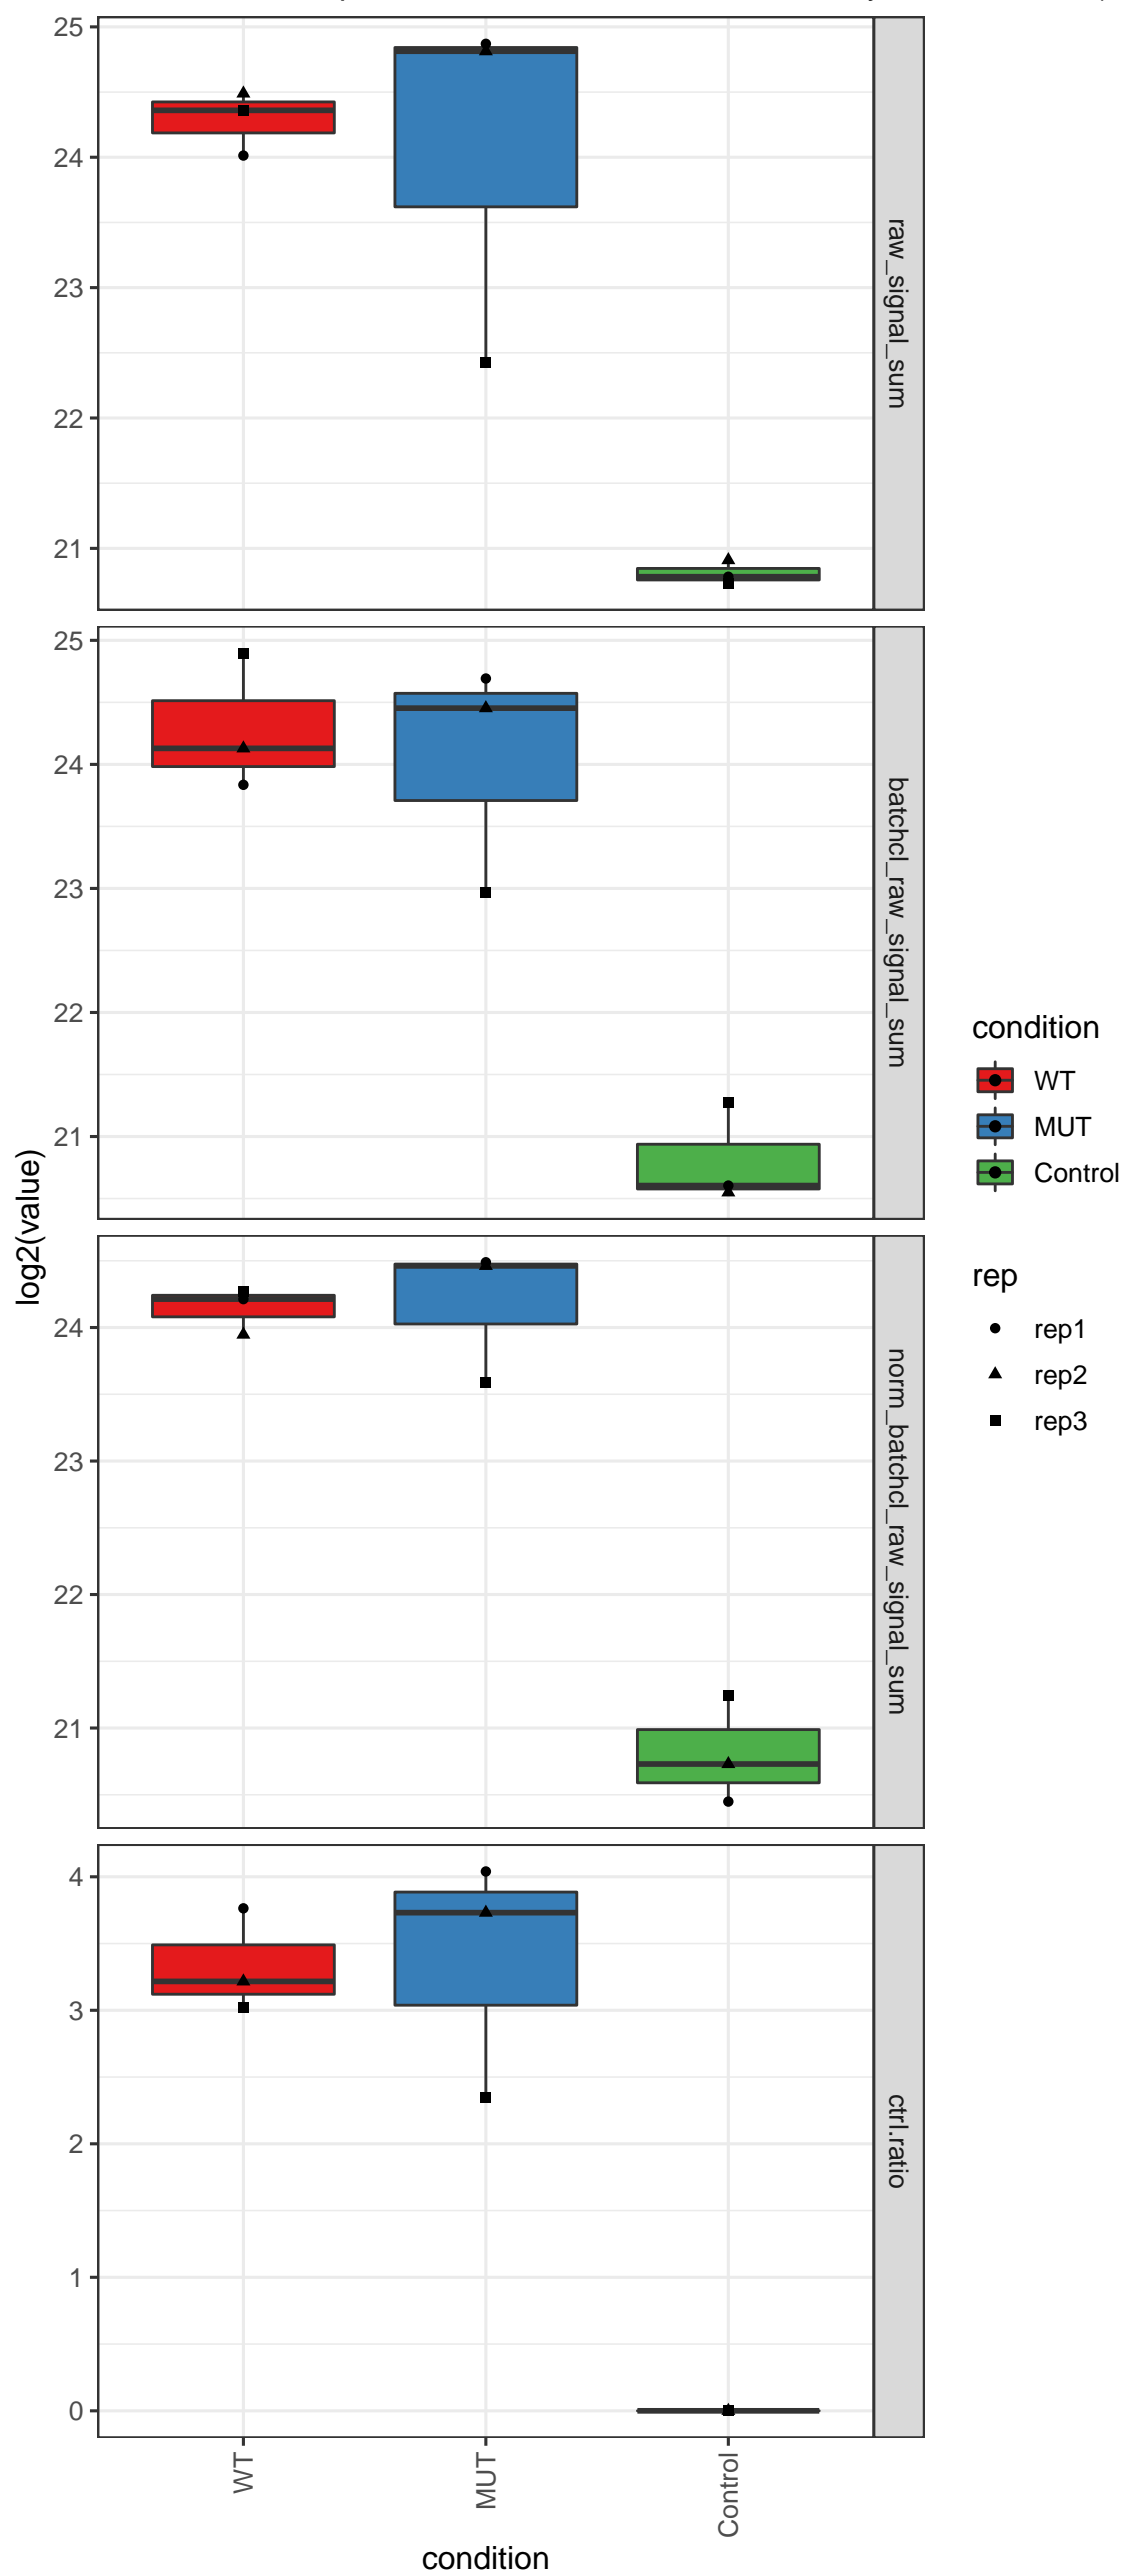 25
24
23
22
21
raw_signal_sum
25
24
23
22
21
batchcl_raw_signal_sum
24
23
22
21
norm_batchcl_raw_signal_sum
4
3
2
1
0
ctrl.ratio
log2(value)
WT
MUT
Control
condition
condition
WT
MUT
Control
rep
rep1
rep2
rep3